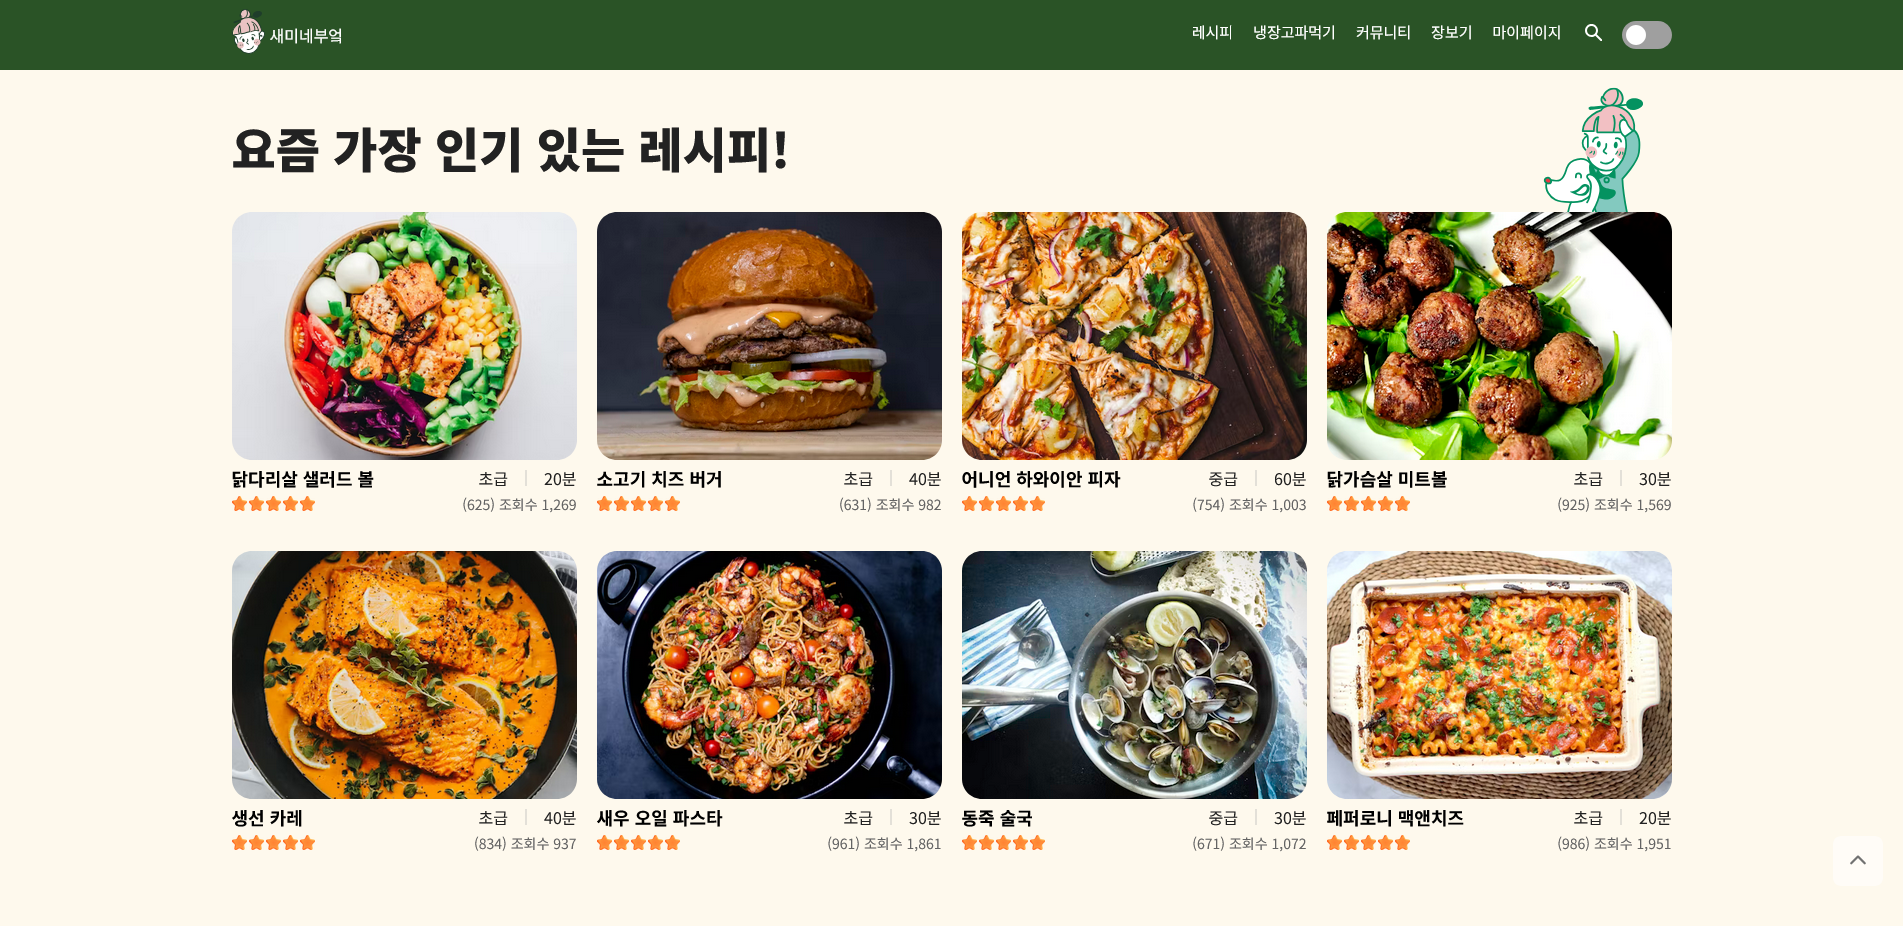 새미네부엌
레시피 냉장고파먹기 커뮤니티 장보기 마이페이지
요즘 가장 인기 있는 레시피!
닭다리살 샐러드 볼 초급 | 20분
(625) 조회수 1,269
소고기 치즈 버거 초급 | 40분
(631) 조회수 982
어니언 하와이안 피자 중급 | 60분
(754) 조회수 1,003
닭가슴살 미트볼 초급 | 30분
(925) 조회수 1,569
생선 카레 초급 | 40분
(834) 조회수 937
새우 오일 파스타 초급 | 30분
(961) 조회수 1,861
동죽 술국 중급 | 30분
(671) 조회수 1,072
페퍼로니 맥앤치즈 초급 | 20분
(986) 조회수 1,951